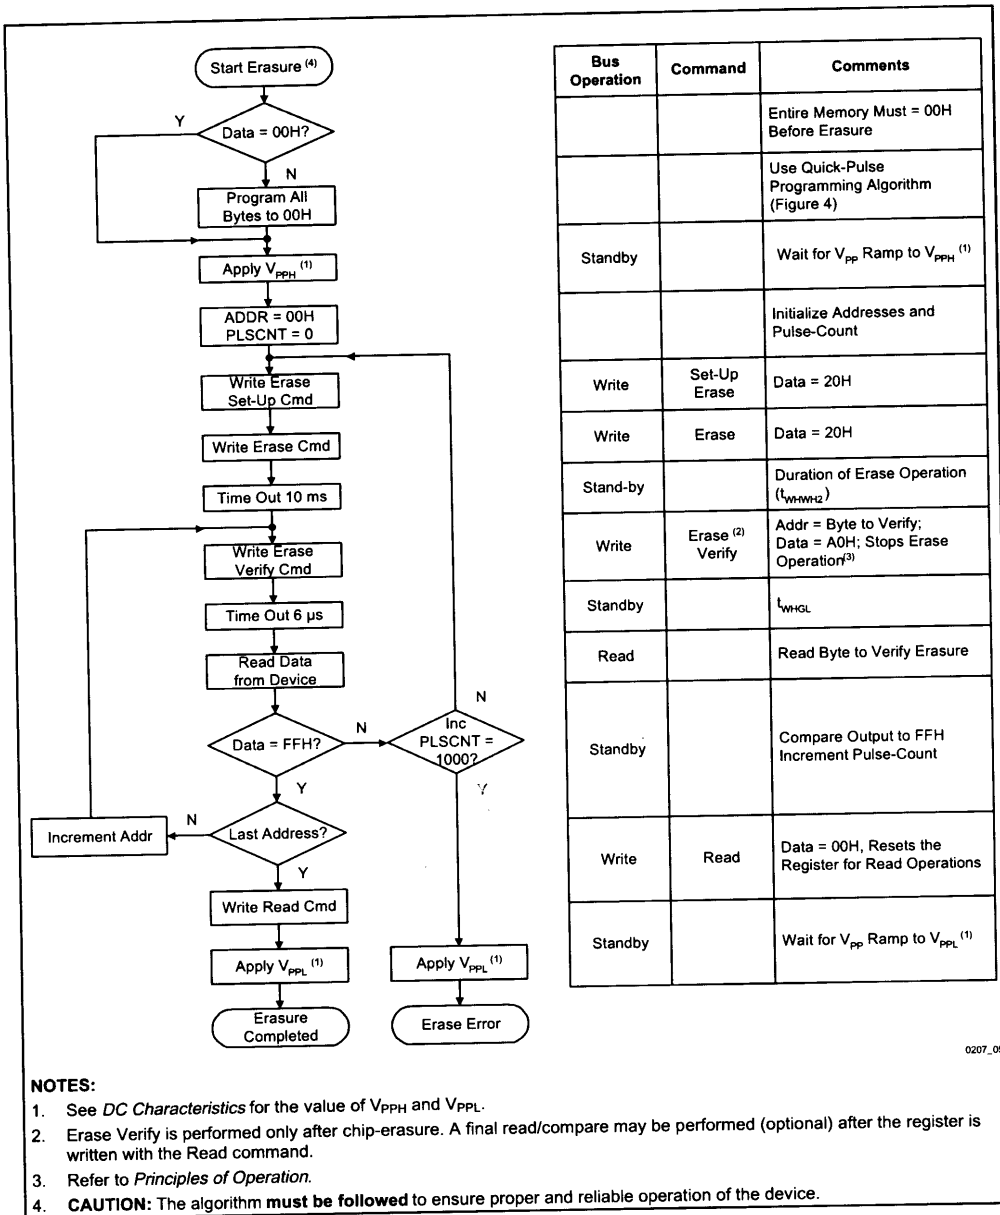 Start Erasure (4)
Y
Data = 00H?
N
Program All
Bytes to 00H
Apply VPPH (1)
ADDR = 00H
PLSCNT = 0
Write Erase
Set-Up Cmd
Write Erase Cmd
Time Out 10 ms
Write Erase
Verify Cmd
Time Out 6 µs
Read Data
from Device
Data = FFH?
N
Inc
PLSCNT =
1000?
N
Y
Y
Increment Addr
N
Last Address?
Y
Write Read Cmd
Apply VPPL (1)
Erasure
Completed
Apply VPPL (1)
Erase Error
Bus
Operation
Command
Comments
Entire Memory Must = 00H
Before Erasure
Use Quick-Pulse
Programming Algorithm
(Figure 4)
Standby
Wait for VPP Ramp to VPPH (1)
Initialize Addresses and
Pulse-Count
Write
Set-Up
Erase
Data = 20H
Write
Erase
Data = 20H
Stand-by
Duration of Erase Operation
(tWHWH2)
Write
Erase (2)
Verify
Addr = Byte to Verify;
Data = A0H; Stops Erase
Operation(3)
Standby
tWHGL
Read
Read Byte to Verify Erasure
Standby
Compare Output to FFH
Increment Pulse-Count
Write
Read
Data = 00H, Resets the
Register for Read Operations
Standby
Wait for VPP Ramp to VPPL (1)
NOTES:
1. See DC Characteristics for the value of VPPH and VPPL.
2. Erase Verify is performed only after chip-erasure. A final read/compare may be performed (optional) after the register is
written with the Read command.
3. Refer to Principles of Operation.
4. CAUTION: The algorithm must be followed to ensure proper and reliable operation of the device.